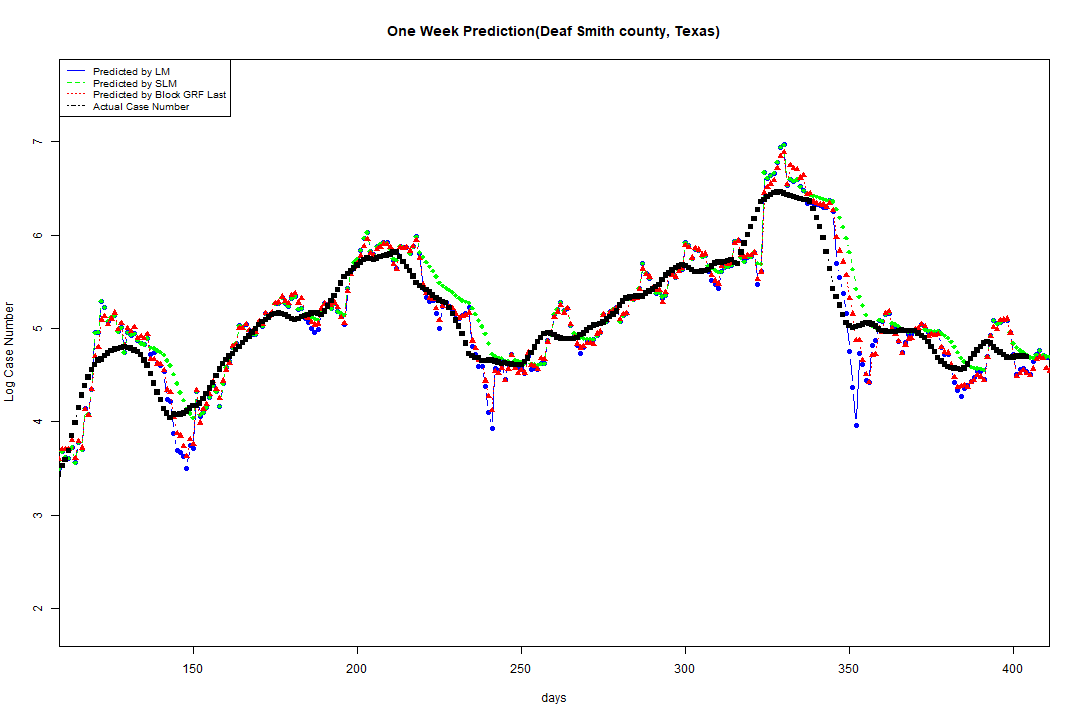 One Week Prediction(Deaf Smith county, Texas)
Predicted by LM
Predicted by SLM
Predicted by Block GRF Last
Actual Case Number
Log Case Number
7
6
5
4
3
2
150
200
250
300
350
400
days